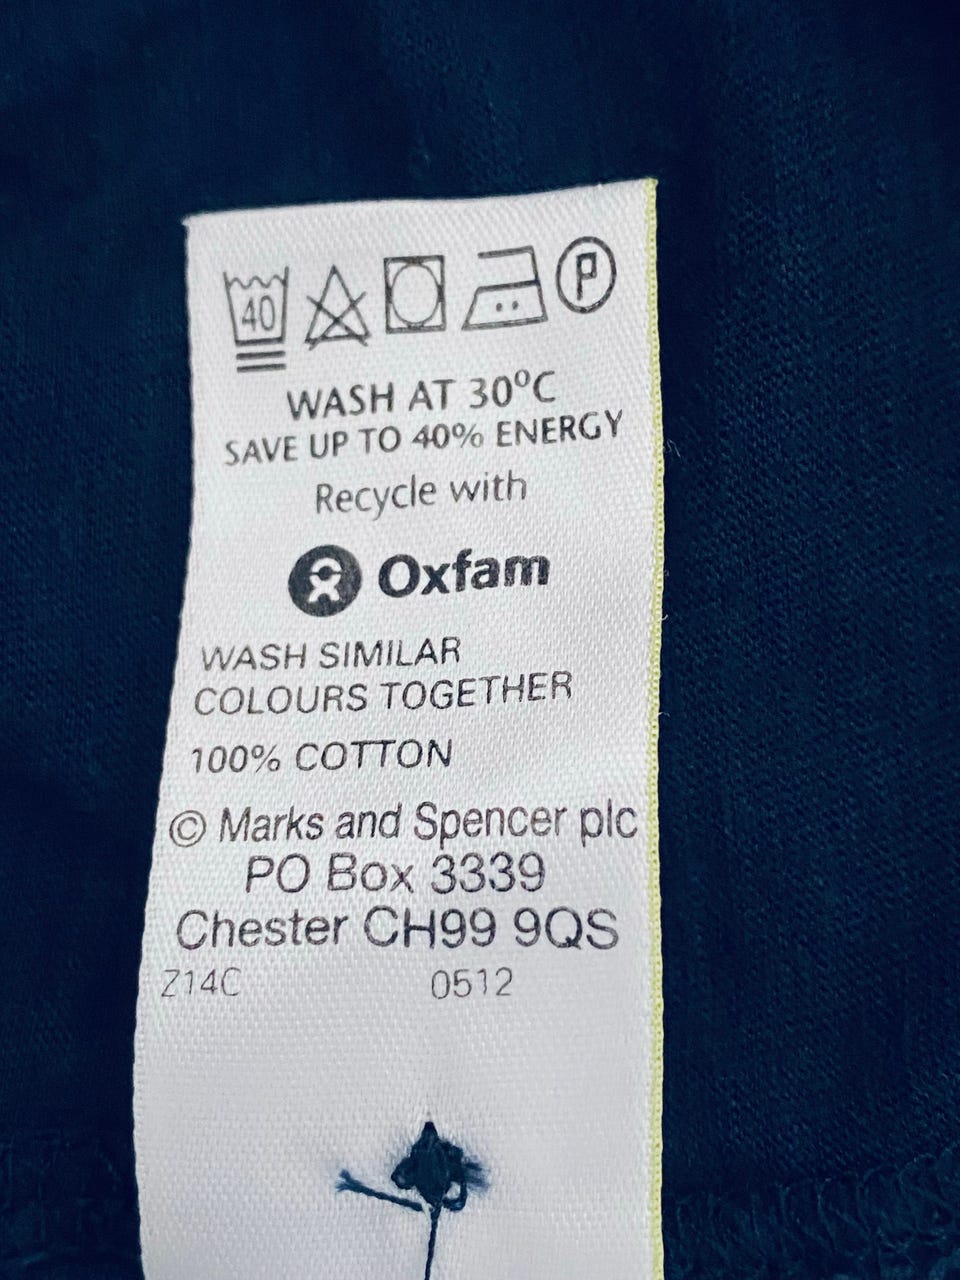 40 P
WASH AT 30°C
SAVE UP TO 40% ENERGY
Recycle with
Oxfam
WASH SIMILAR
COLOURS TOGETHER
100% COTTON
© Marks and Spencer plc
PO Box 3339
Chester CH99 9QS
Z14C 0512